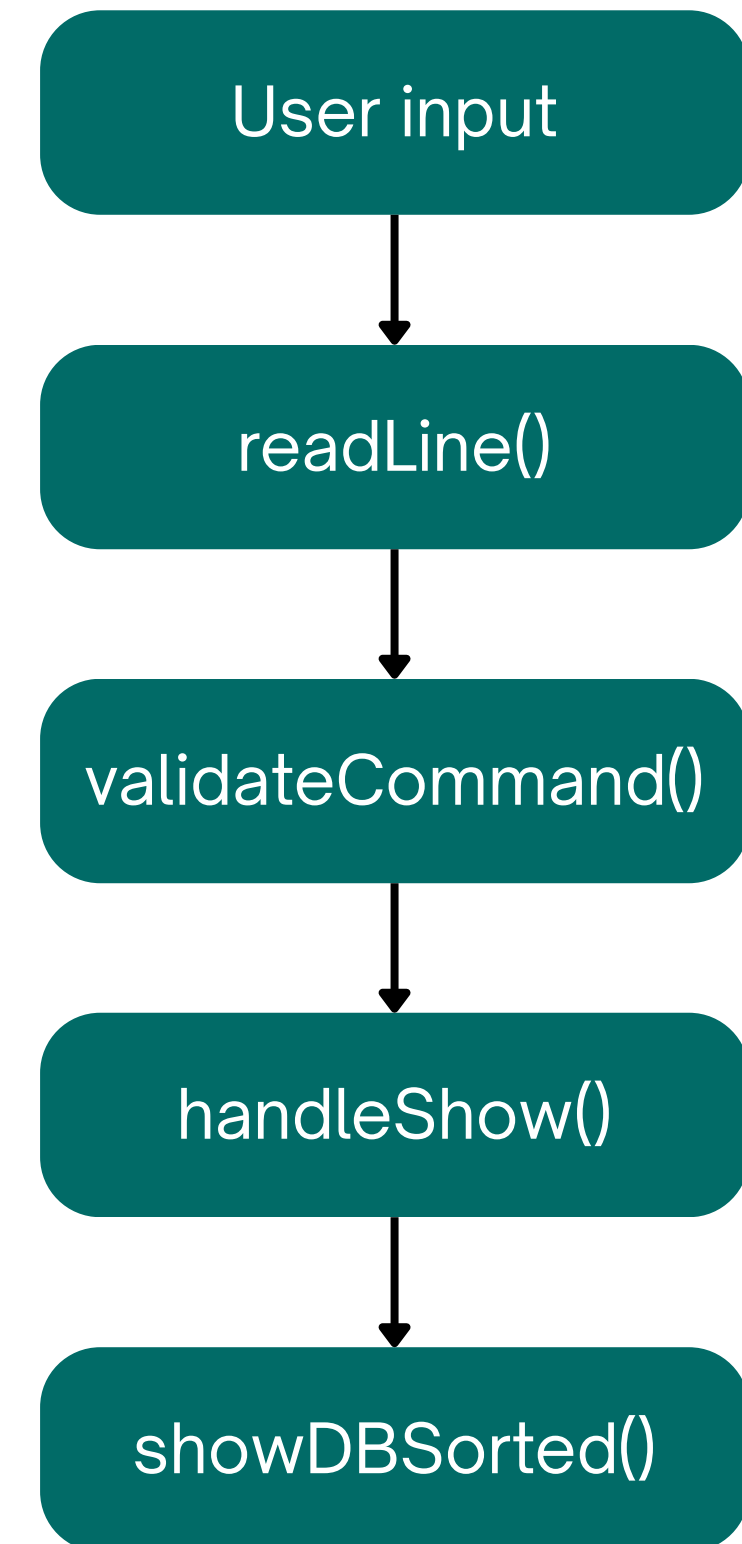 User input
readLine()
validateCommand()
handleShow()
showDBSorted()